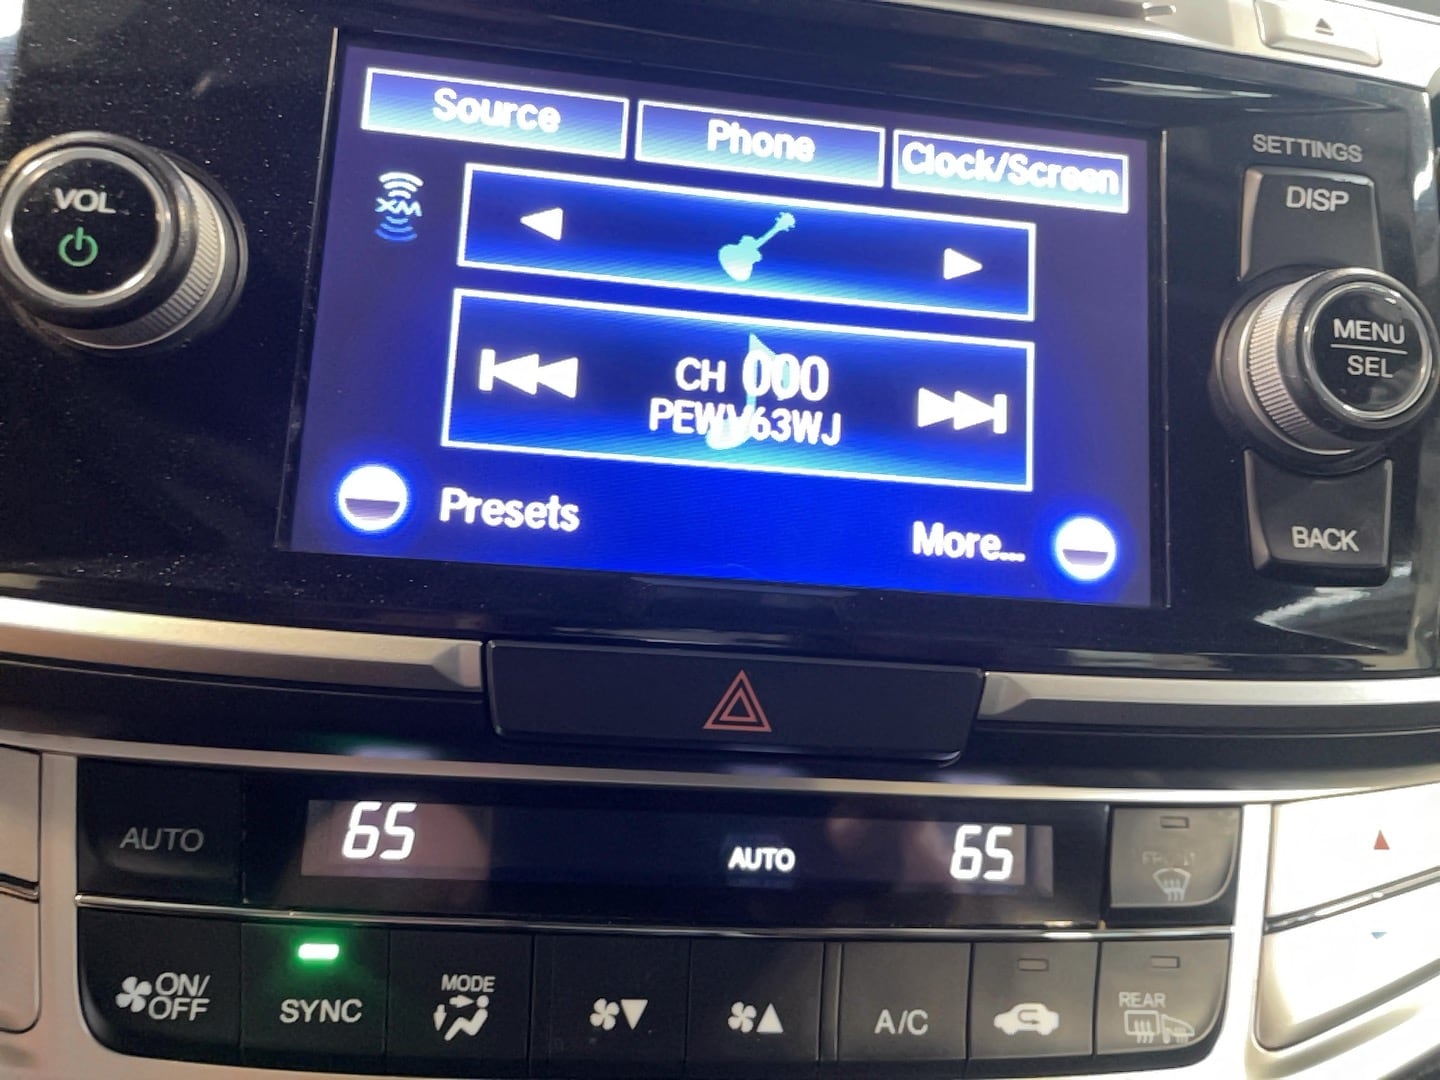 SETTINGS
VOL
Source
Phone
Clock/Screen
DISP
XM
MENU
SEL
CH 000
PEWV63WJ
Presets
More...
BACK
AUTO
65
AUTO
65
FRONT
ON/
OFF
SYNC
MODE
A/C
REAR